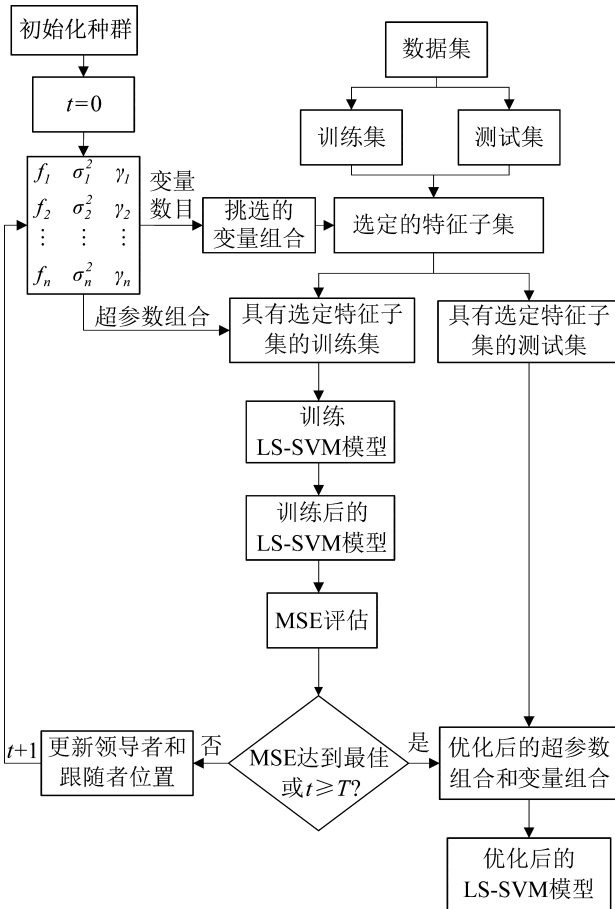 初始化种群
t=0
f₁ σ₁² γ₁
f₂ σ₂² γ₂
⋮ ⋮ ⋮
fₙ σₙ² γₙ
变量
数目
挑选的
变量组合
数据集
训练集
测试集
选定的特征子集
超参数组合
具有选定特征子
集的训练集
具有选定特征子
集的测试集
训练
LS-SVM模型
训练后的
LS-SVM模型
MSE评估
MSE达到最佳
或t≥T?
否
更新领导者和
跟随者位置
t+1
是
优化后的超参数
组合和变量组合
优化后的
LS-SVM模型